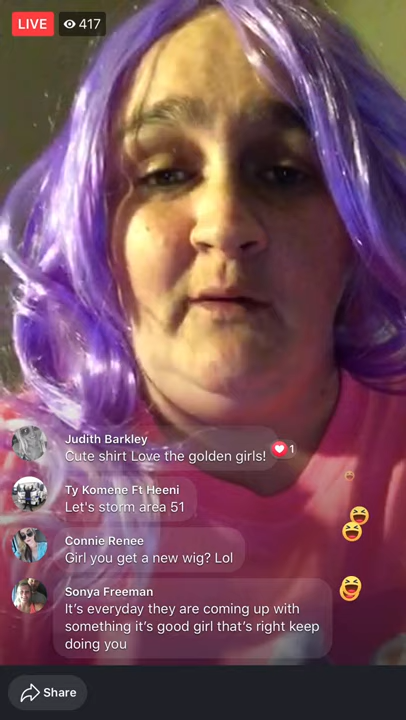 LIVE 417
Judith Barkley
Cute shirt Love the golden girls! 1
Ty Komene Ft Heeni
Let's storm area 51
Connie Renee
Girl you get a new wig? Lol
Sonya Freeman
It’s everyday they are coming up with
something it’s good girl that’s right keep
doing you
Share